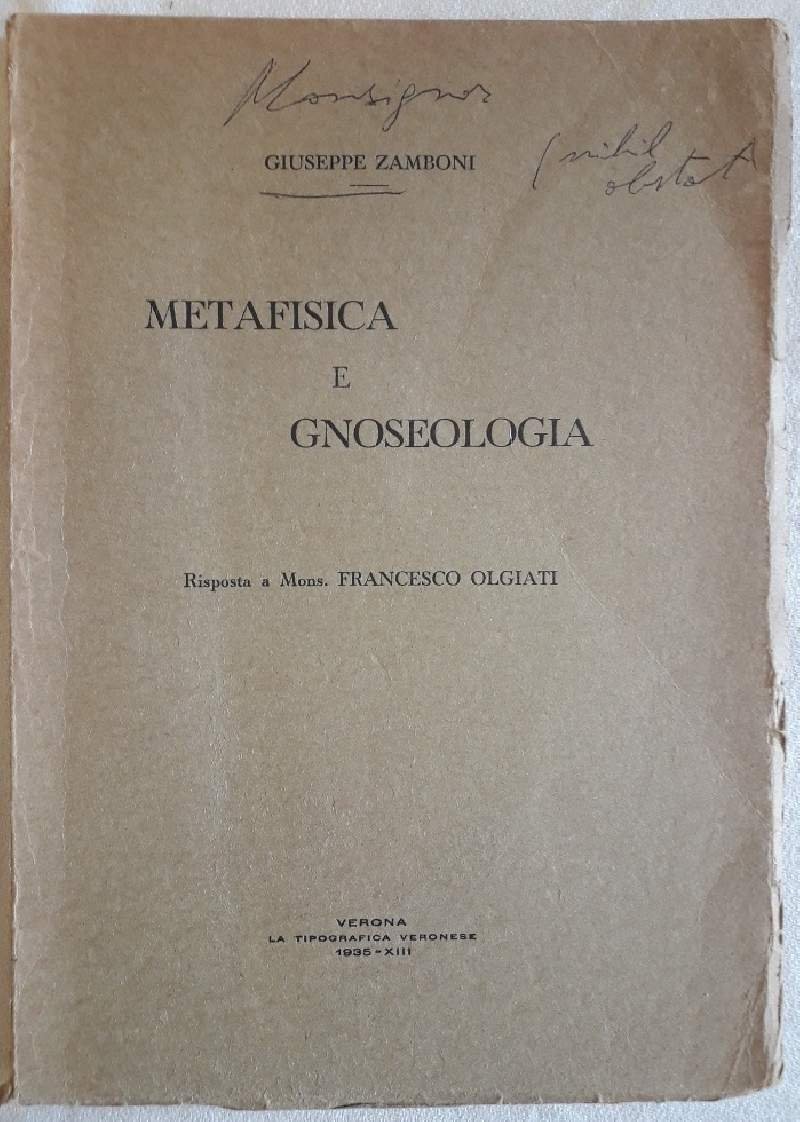 Monsignor
GIUSEPPE ZAMBONI
(nihil
obstat
METAFISICA
E
GNOSEOLOGIA
Risposta a Mons. FRANCESCO OLGIATI
VERONA
LA TIPOGRAFICA VERONESE
1935-XIII